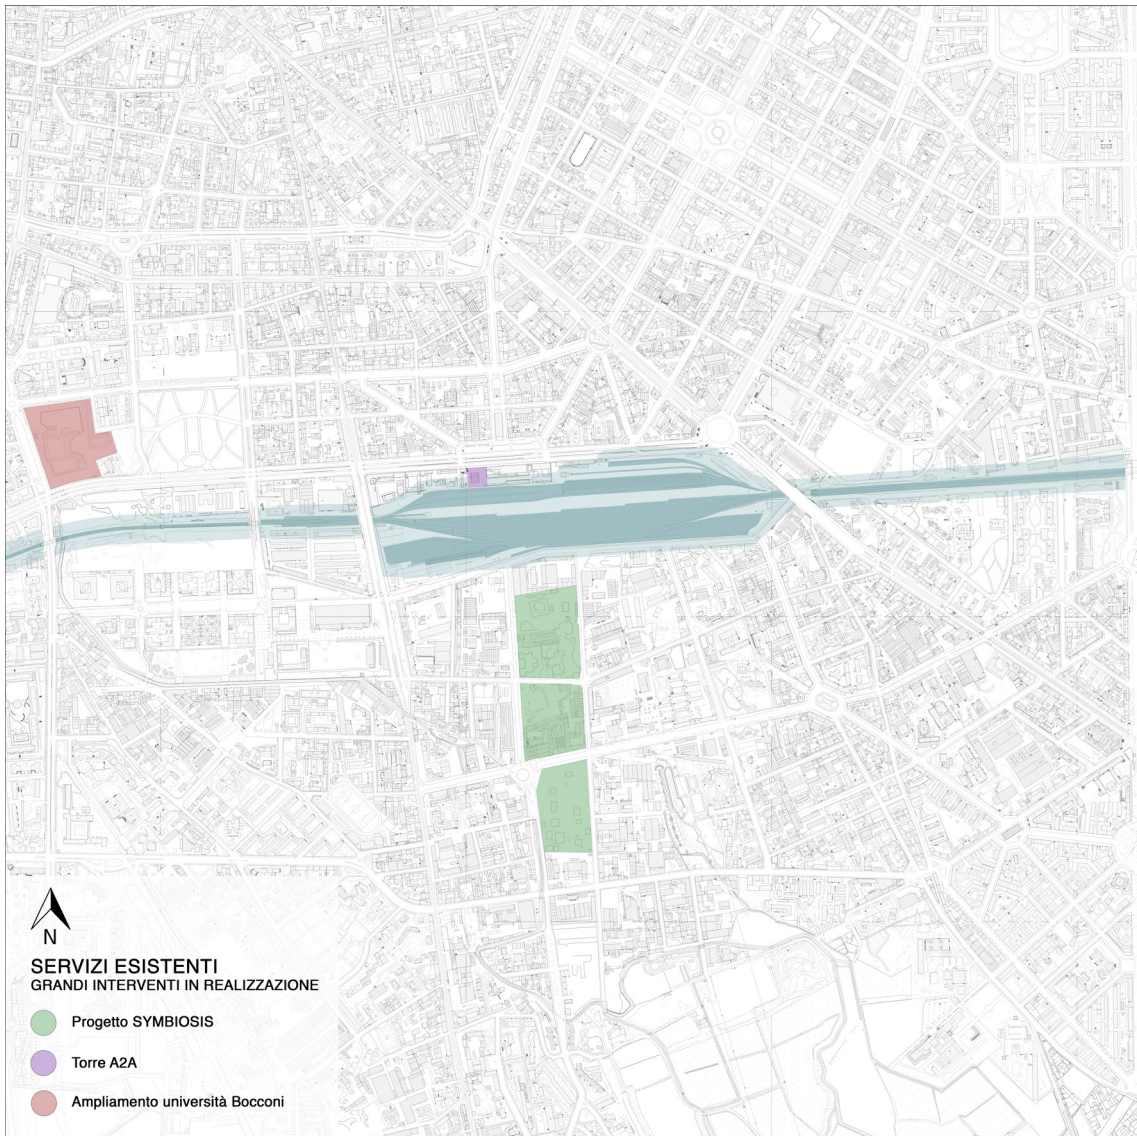 N
SERVIZI ESISTENTI
GRANDI INTERVENTI IN REALIZZAZIONE
Progetto SYMBIOSIS
Torre A2A
Ampliamento università Bocconi